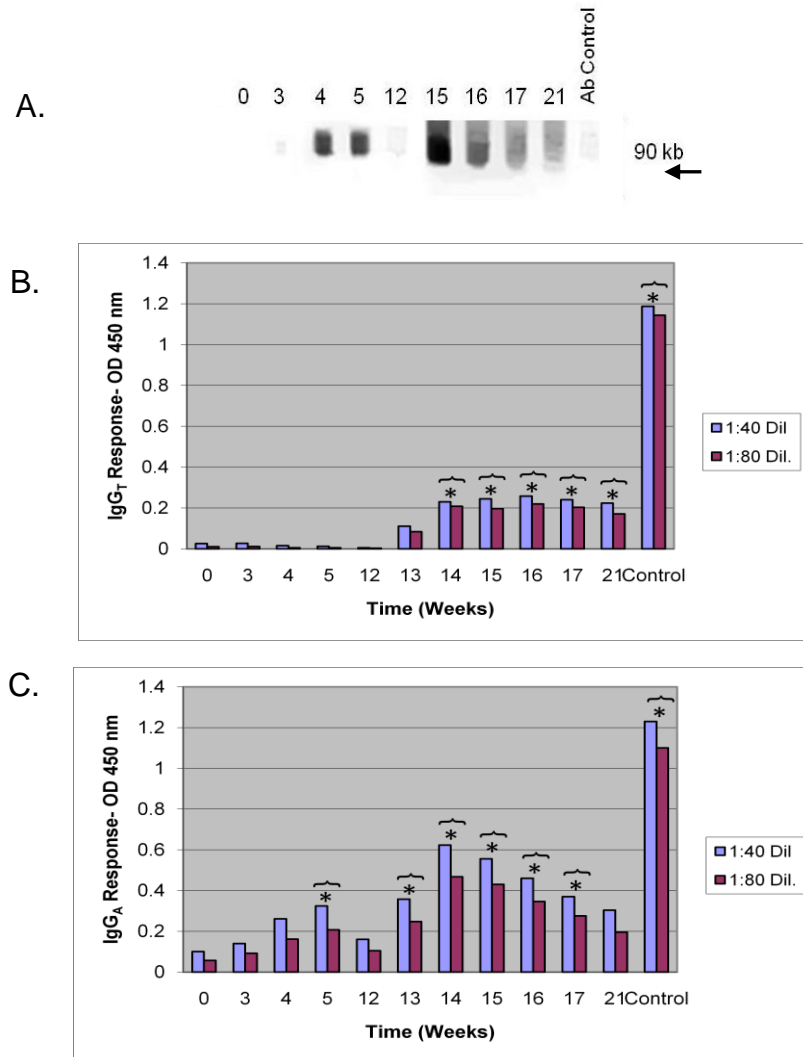 A.
0 3 4 5 12 15 16 17 21 Ab Control
90 kb
B.
IgGT Response- OD 450 nm
1.4
1.2
1
0.8
0.6
0.4
0.2
0
* * * * * *
0 3 4 5 12 13 14 15 16 17 21Control
Time (Weeks)
1:40 Dil
1:80 Dil.
C.
IgGA Response- OD 450 nm
1.4
1.2
1
0.8
0.6
0.4
0.2
0
* * * * * * *
0 3 4 5 12 13 14 15 16 17 21Control
Time (Weeks)
1:40 Dil
1:80 Dil.